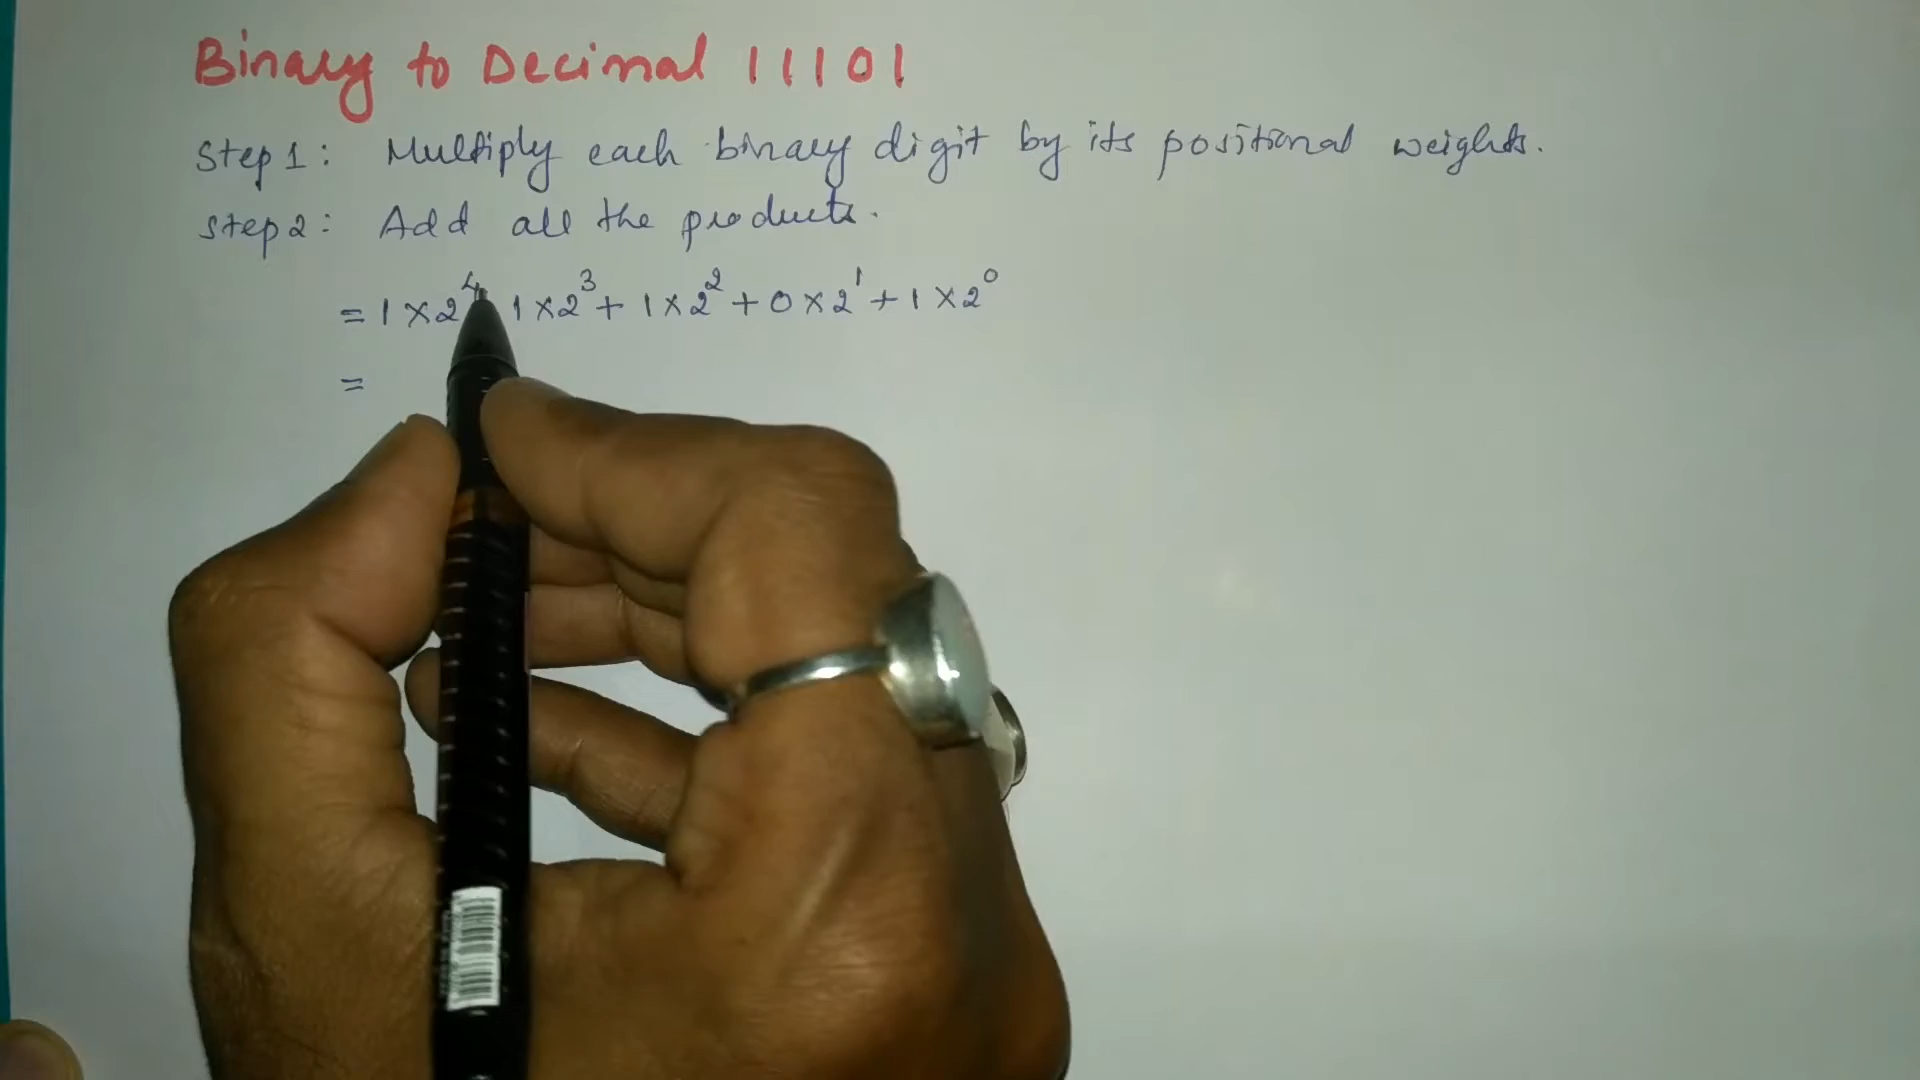 Binary to Decimal 11101
Step 1: Multiply each binary digit by its positional weights.
Step 2: Add all the products.
= 1 × 2⁴ 1 × 2³ + 1 × 2² + 0 × 2¹ + 1 × 2⁰
=